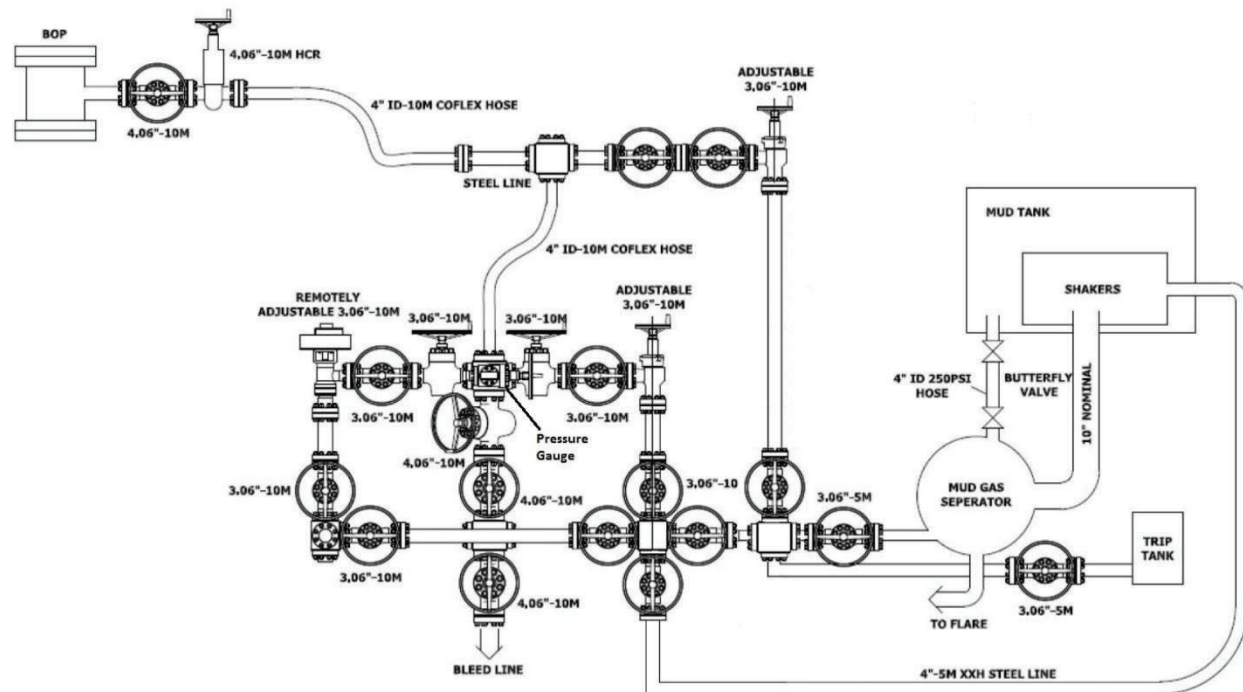 BOP
4,06"-10M HCR
4,06"-10M
4" ID-10M COFLEX HOSE
STEEL LINE
ADJUSTABLE
3,06"-10M
4" ID-10M COFLEX HOSE
MUD TANK
SHAKERS
REMOTELY
ADJUSTABLE 3.06"-10M
3,06"-10M
3.06"-10M
ADJUSTABLE
3,06"-10M
3.06"-10M
3.06"-10M
4" ID 250PSI
HOSE
BUTTERFLY
VALVE
10" NOMINAL
Pressure
Gauge
4,06"-10M
3.06"-10M
4,06"-10M
3,06"-10
3.06"-5M
MUD GAS
SEPERATOR
TRIP
TANK
3,06"-10M
4,06"-10M
3.06"-5M
TO FLARE
BLEED LINE
4"-5M XXH STEEL LINE